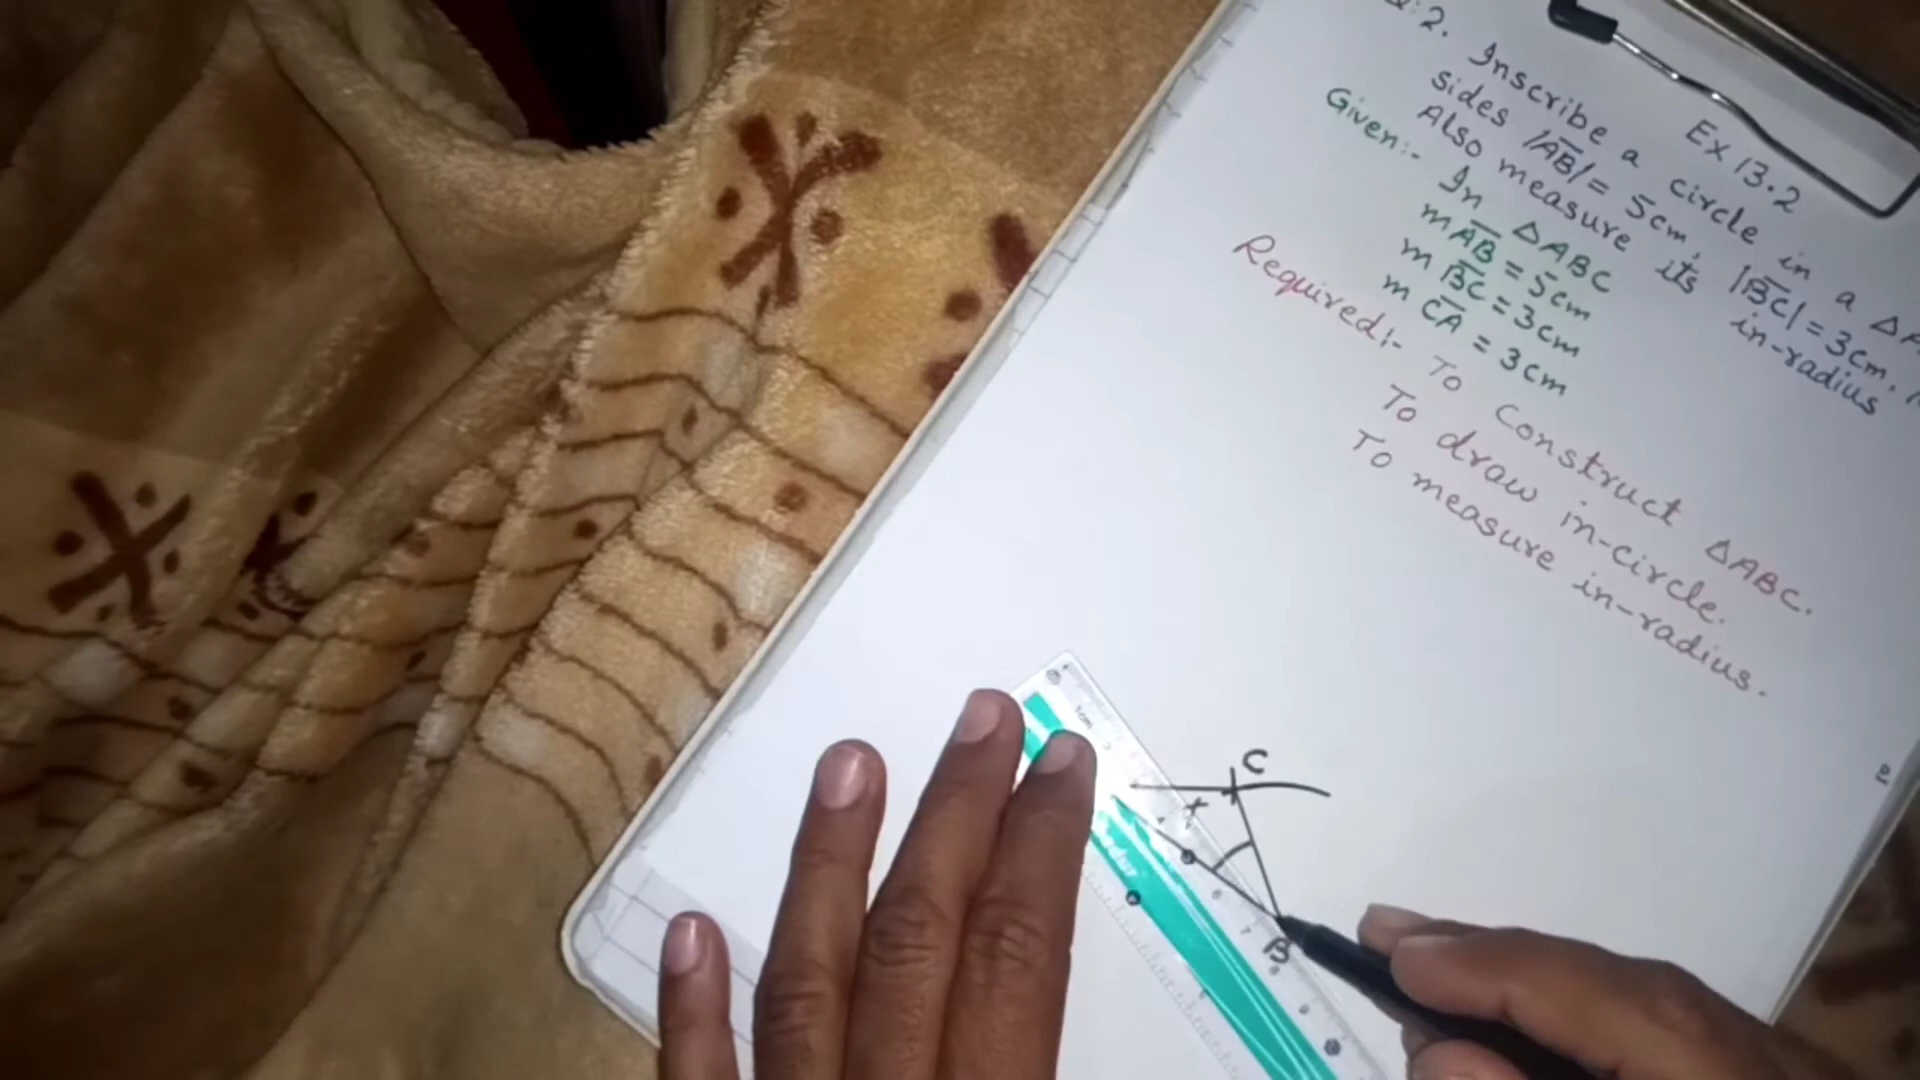 Ex 13.2
Q:2. Inscribe a circle in a △A
sides |AB| = 5cm, |BC| = 3cm,
Also measure its in-radius
Given:- In △ABC
mAB = 5cm
mBC = 3cm
mCA = 3cm
Required:- To Construct △ABC.
To draw in-circle.
To measure in-radius.
C
B
1cm